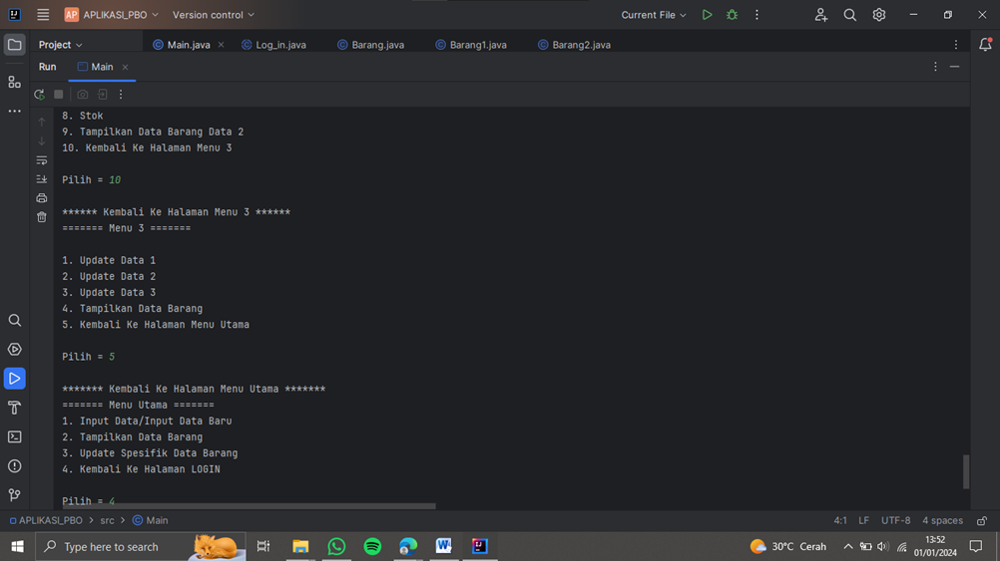 AP APLIKASI_PBO Version control Current File
Project Main.java Log_in.java Barang.java Barang1.java Barang2.java
Run Main
8. Stok
9. Tampilkan Data Barang Data 2
10. Kembali Ke Halaman Menu 3
Pilih = 10
****** Kembali Ke Halaman Menu 3 ******
======= Menu 3 =======
1. Update Data 1
2. Update Data 2
3. Update Data 3
4. Tampilkan Data Barang
5. Kembali Ke Halaman Menu Utama
Pilih = 5
******* Kembali Ke Halaman Menu Utama *******
======= Menu Utama =======
1. Input Data/Input Data Baru
2. Tampilkan Data Barang
3. Update Spesifik Data Barang
4. Kembali Ke Halaman LOGIN
Pilih = 4
APLIKASI_PBO > src > Main 4:1 LF UTF-8 4 spaces
Type here to search 30°C Cerah 13:52
01/01/2024